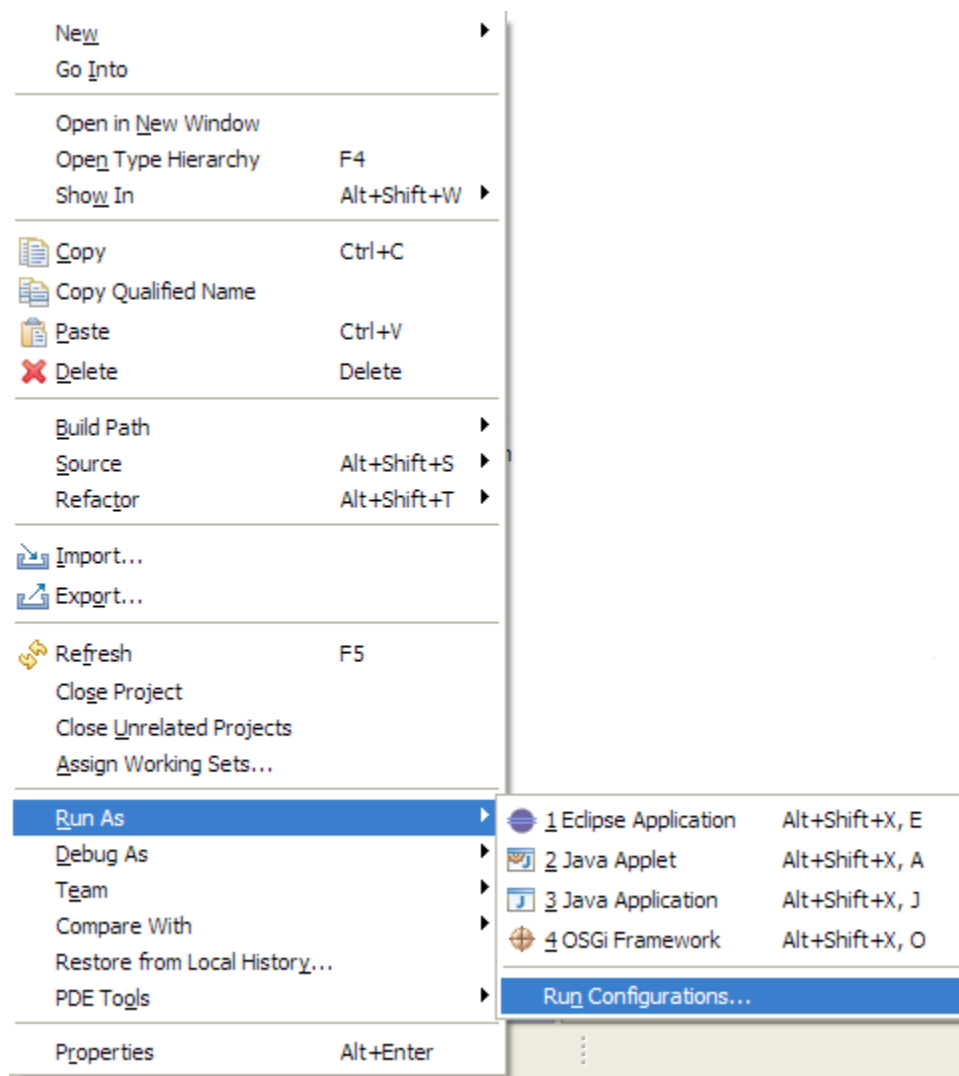 New
Go Into
Open in New Window
Open Type Hierarchy F4
Show In Alt+Shift+W
Copy Ctrl+C
Copy Qualified Name
Paste Ctrl+V
Delete Delete
Build Path
Source Alt+Shift+S
Refactor Alt+Shift+T
Import...
Export...
Refresh F5
Close Project
Close Unrelated Projects
Assign Working Sets...
Run As
Debug As
Team
Compare With
Restore from Local History...
PDE Tools
Properties Alt+Enter
1 Eclipse Application Alt+Shift+X, E
2 Java Applet Alt+Shift+X, A
3 Java Application Alt+Shift+X, J
4 OSGi Framework Alt+Shift+X, O
Run Configurations...